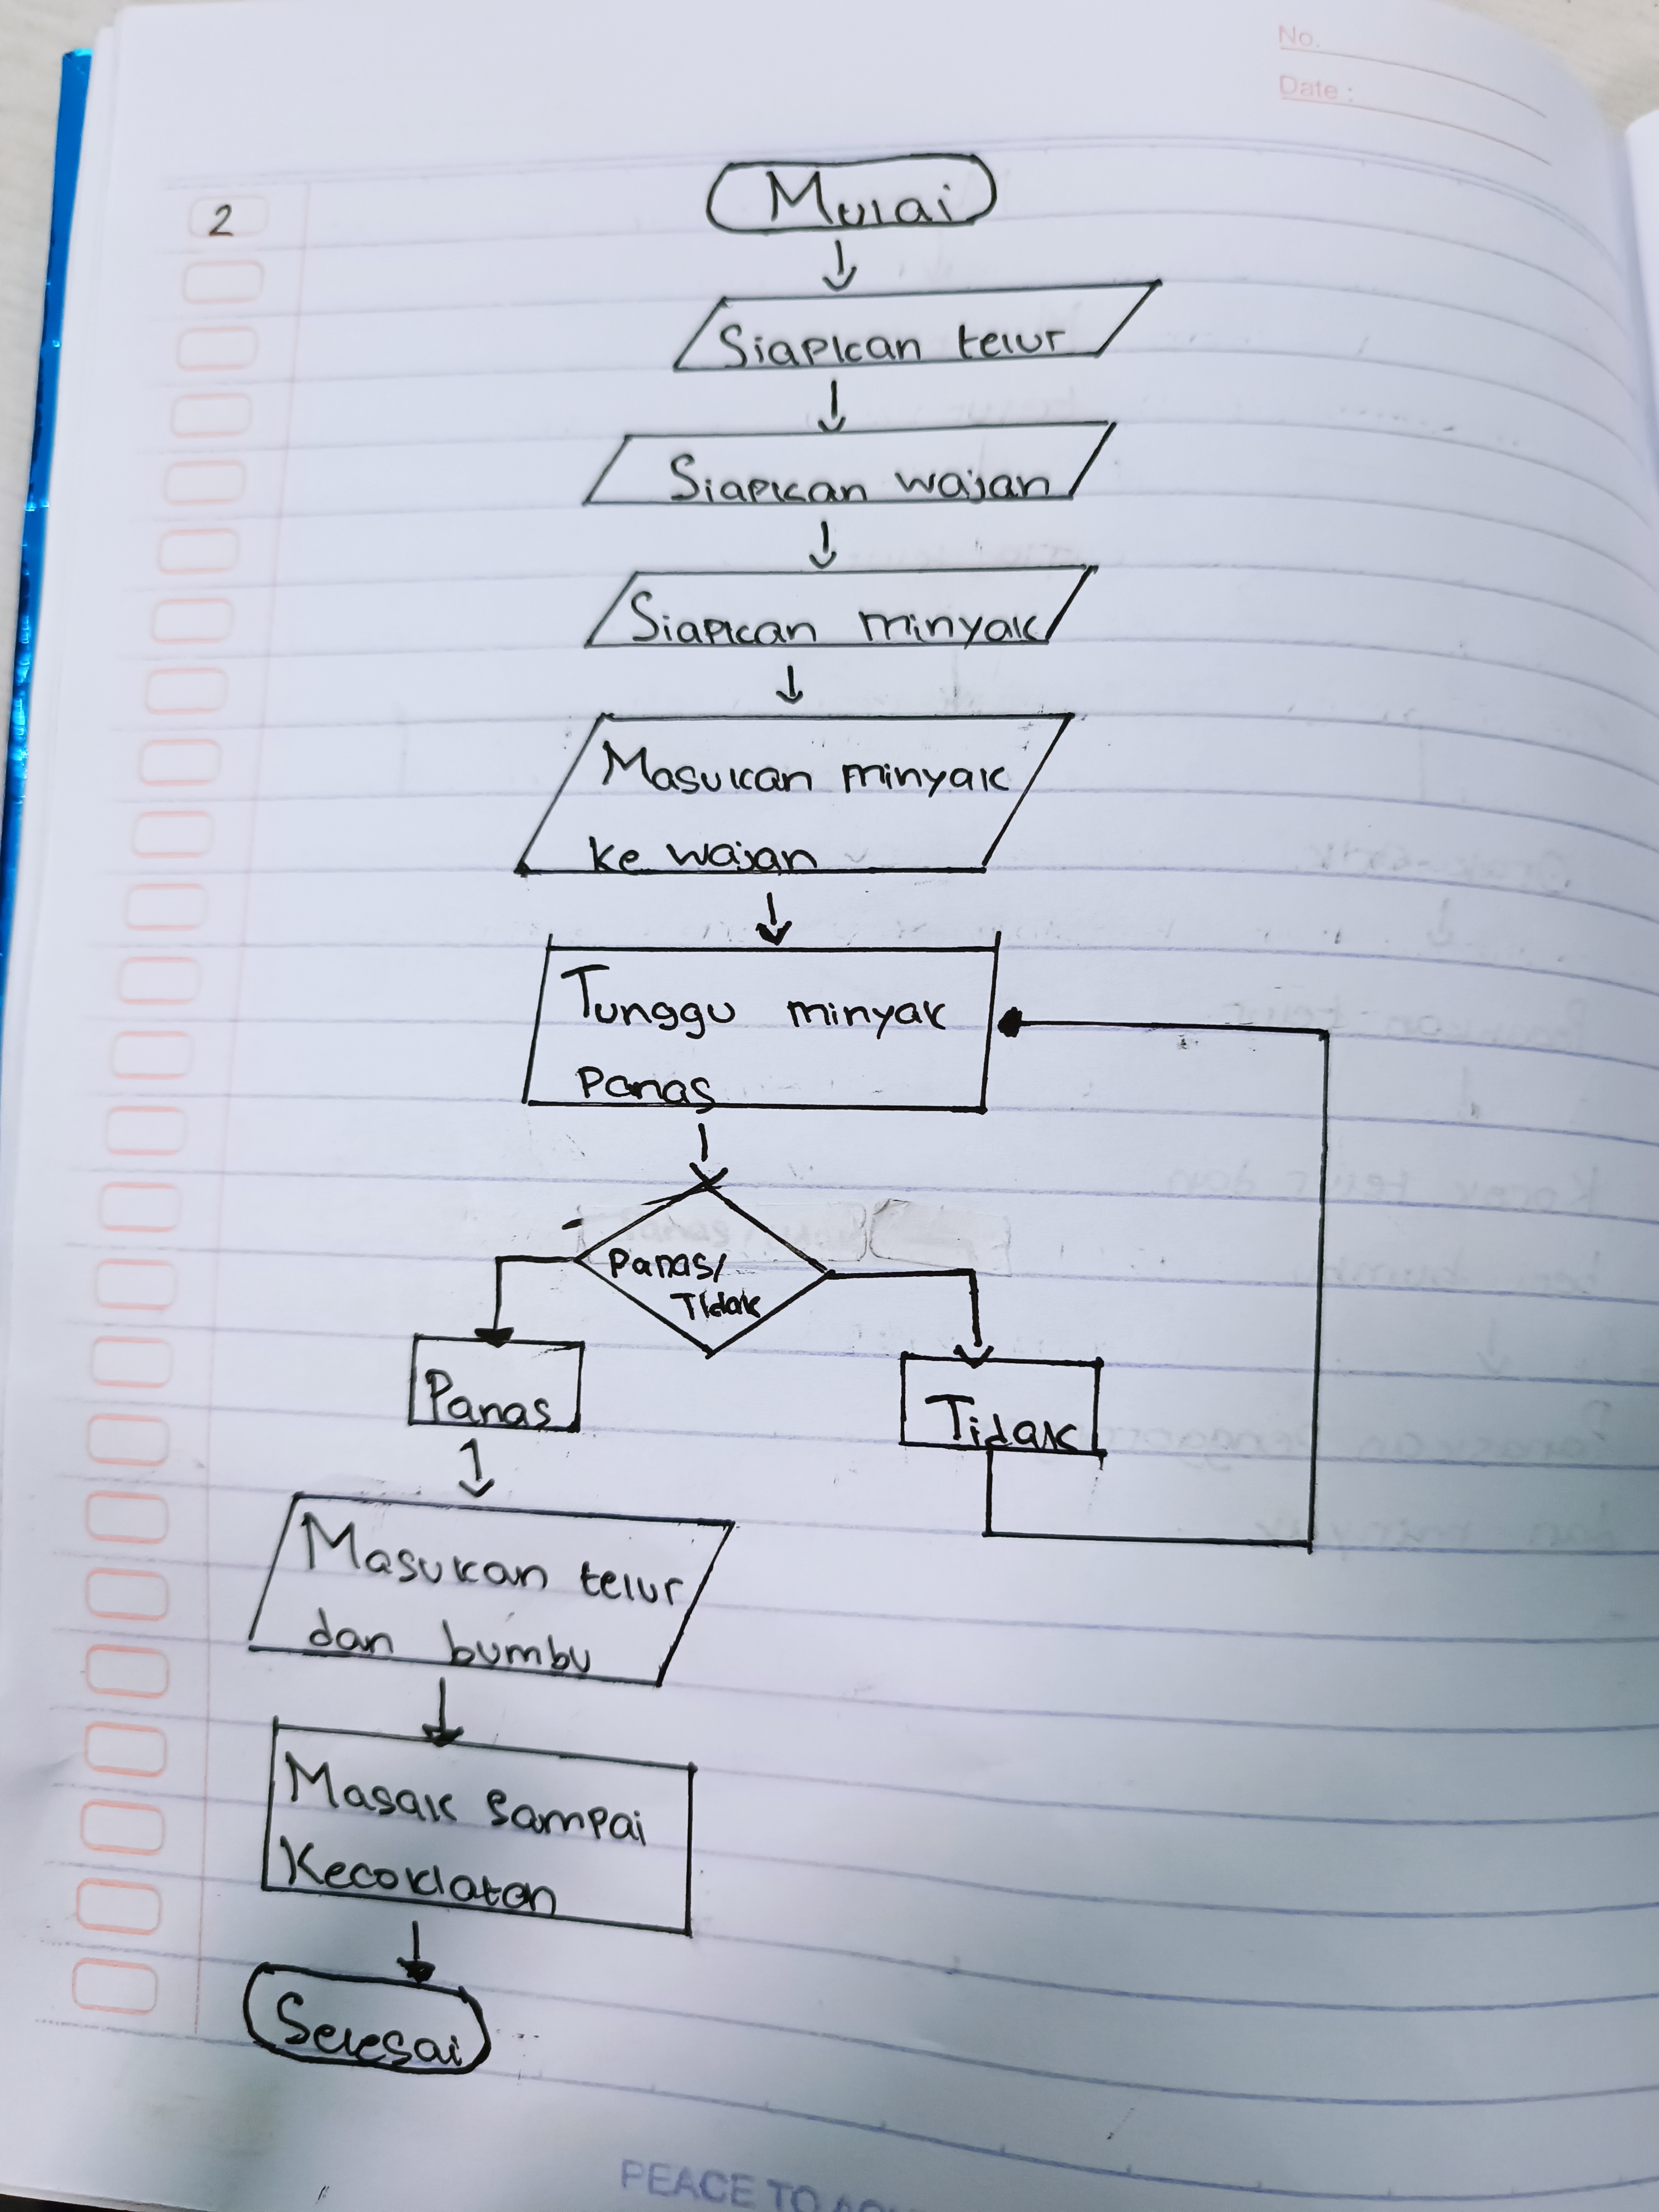 No.
Date :
2
Mulai
Siapkan telur
Siapkan wajan
Siapkan minyak
Masukan minyak
ke wajan
Tunggu minyak
Panas
Panas/
Tidak
Panas
Tidak
Masukan telur
dan bumbu
Masak sampai
Kecoklatan
Selesai
PEACE TO